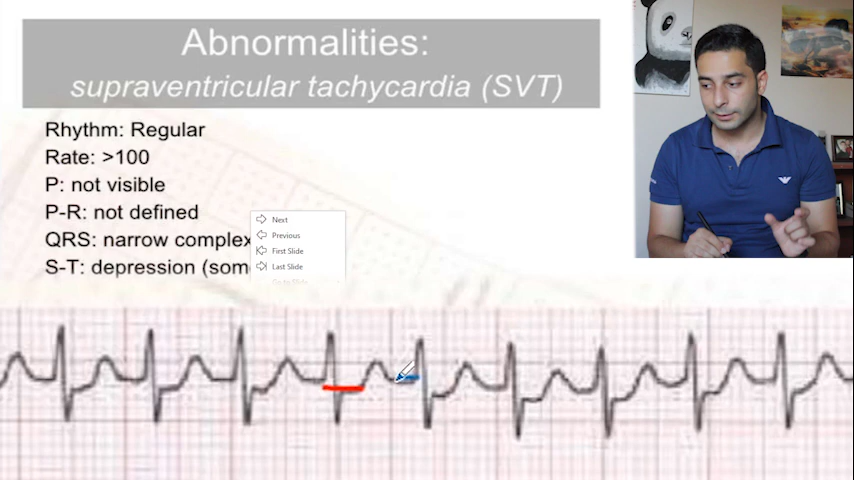 Abnormalities:
supraventricular tachycardia (SVT)
Rhythm: Regular
Rate: >100
P: not visible
P-R: not defined
QRS: narrow complex
S-T: depression (som
Next
Previous
First Slide
Last Slide